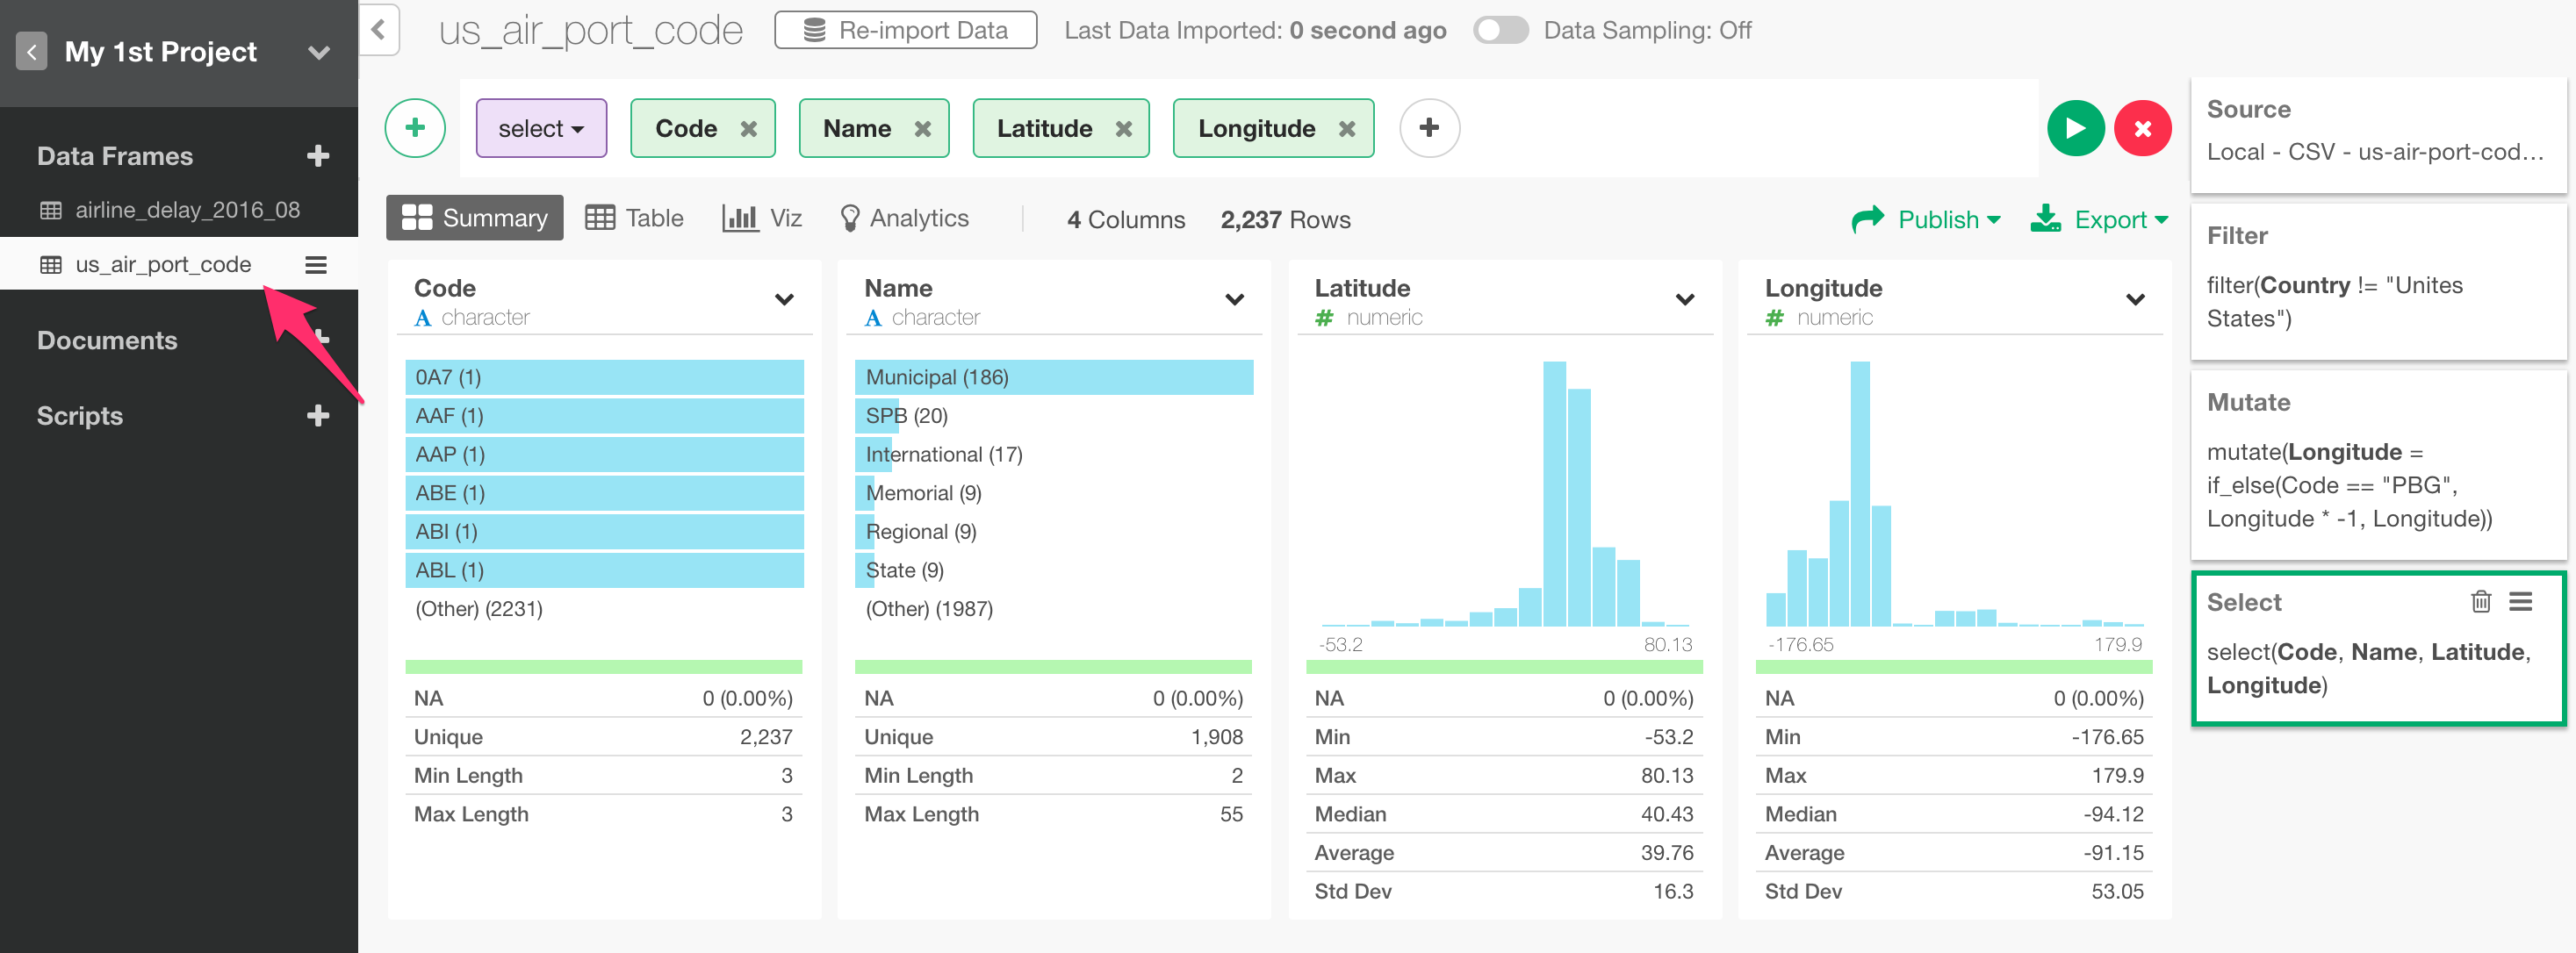 My 1st Project
Data Frames
airline_delay_2016_08
us_air_port_code
Documents
Scripts
us_air_port_code
Re-import Data
Last Data Imported: 0 second ago
Data Sampling: Off
select
Code
Name
Latitude
Longitude
Summary
Table
Viz
Analytics
4 Columns
2,237 Rows
Publish
Export
Code
character
0A7 (1)
AAF (1)
AAP (1)
ABE (1)
ABI (1)
ABL (1)
(Other) (2231)
NA 0 (0.00%)
Unique 2,237
Min Length 3
Max Length 3
Name
character
Municipal (186)
SPB (20)
International (17)
Memorial (9)
Regional (9)
State (9)
(Other) (1987)
NA 0 (0.00%)
Unique 1,908
Min Length 2
Max Length 55
Latitude
numeric
-53.2 80.13
NA 0 (0.00%)
Min -53.2
Max 80.13
Median 40.43
Average 39.76
Std Dev 16.3
Longitude
numeric
-176.65 179.9
NA 0 (0.00%)
Min -176.65
Max 179.9
Median -94.12
Average -91.15
Std Dev 53.05
Source
Local - CSV - us-air-port-cod...
Filter
filter(Country != "Unites
States")
Mutate
mutate(Longitude =
if_else(Code == "PBG",
Longitude * -1, Longitude))
Select
select(Code, Name, Latitude,
Longitude)